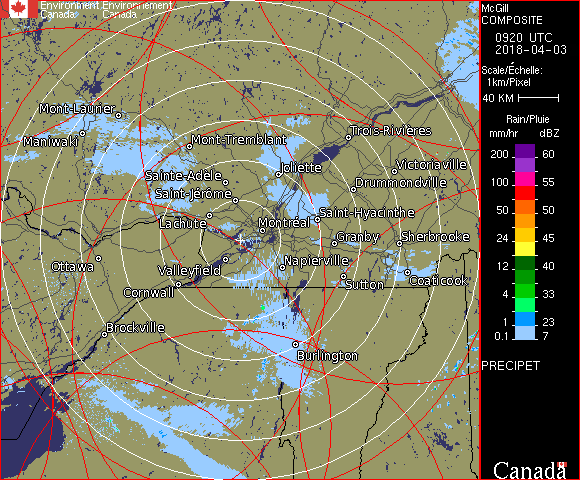 Environment Environnement
Canada Canada
McGill
COMPOSITE
0920 UTC
2018-04-03
Scale/Échelle:
1km/Pixel
40 KM
Rain/Pluie
mm/hr dBZ
200 60
100 55
50 50
24 45
12 40
4 33
1 23
0.1 7
PRECIPET
Canada
Mont-Laurier
Maniwaki
Mont-Tremblant
Trois-Rivières
Joliette
Victoriaville
Sainte-Adèle
Drummondville
Saint-Jérôme
Saint-Hyacinthe
Lachute
Montréal
Granby
Sherbrooke
Ottawa
Valleyfield
Napierville
Sutton
Coaticook
Cornwall
Brockville
Burlington